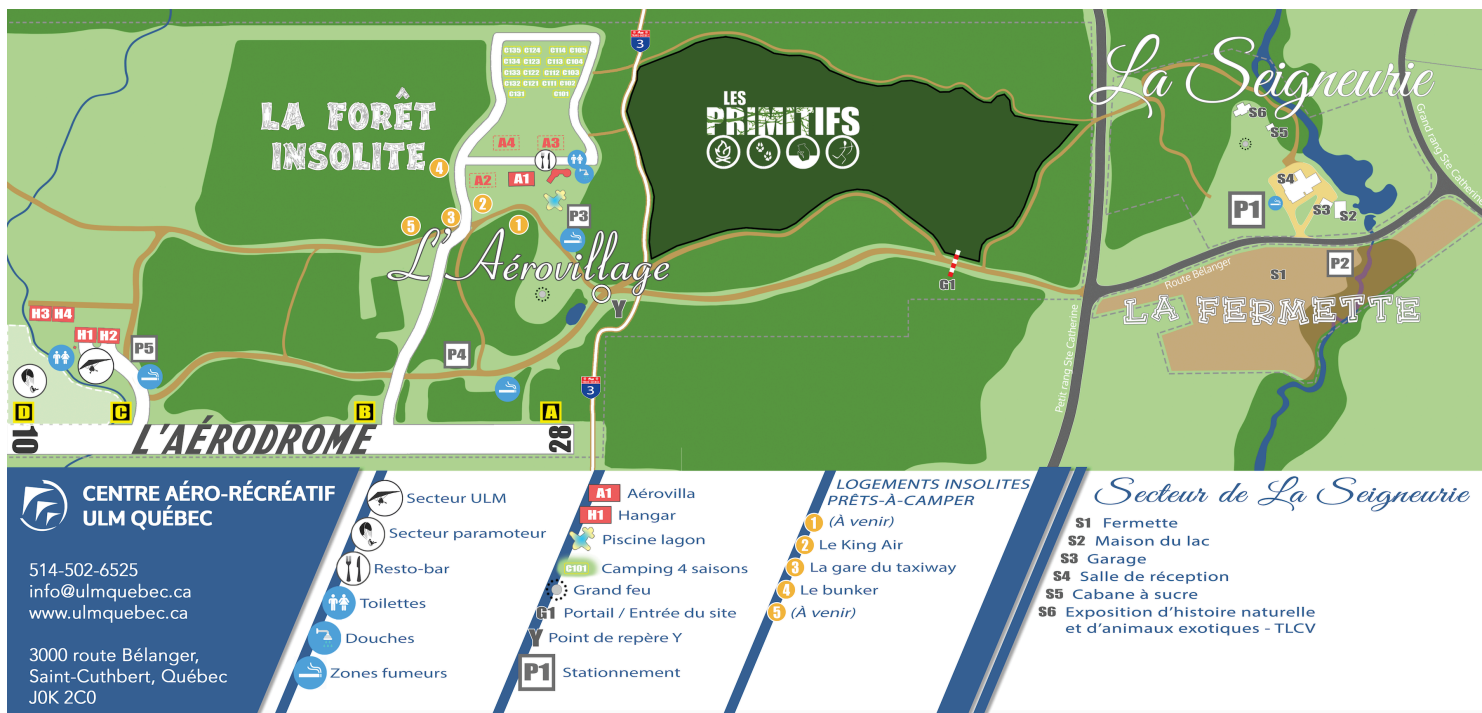 3
La Seigneurie
C135 C124 C114 C105
C134 C123 C113 C104
C133 C122 C112 C103
C132 C121 C111 C102
C131 C101
LA FORÊT
INSOLITE
LES
PRIMITIFS
Grand rang Ste Catherine
S6
S5
A4
A3
4
A2
A1
S4
2
3
1
5
P3
P1
S3
S2
L'Aérovillage
P2
S1
Route Bélanger
G1
Y
LA FERMETTE
H3 H4
H1 H2
P5
P4
3
Petit rang Ste Catherine
D
C
B
A
10
L'AÉRODROME
28
CENTRE AÉRO-RÉCRÉATIF
ULM QUÉBEC
514-502-6525
info@ulmquebec.ca
www.ulmquebec.ca
3000 route Bélanger,
Saint-Cuthbert, Québec
J0K 2C0
Secteur ULM
Secteur paramoteur
Resto-bar
Toilettes
Douches
Zones fumeurs
A1 Aérovilla
H1 Hangar
Piscine lagon
C101 Camping 4 saisons
Grand feu
G1 Portail / Entrée du site
Y Point de repère Y
P1 Stationnement
LOGEMENTS INSOLITES
PRÊTS-À-CAMPER
1 (À venir)
2 Le King Air
3 La gare du taxiway
4 Le bunker
5 (À venir)
Secteur de La Seigneurie
S1 Fermette
S2 Maison du lac
S3 Garage
S4 Salle de réception
S5 Cabane à sucre
S6 Exposition d'histoire naturelle
et d'animaux exotiques - TLCV